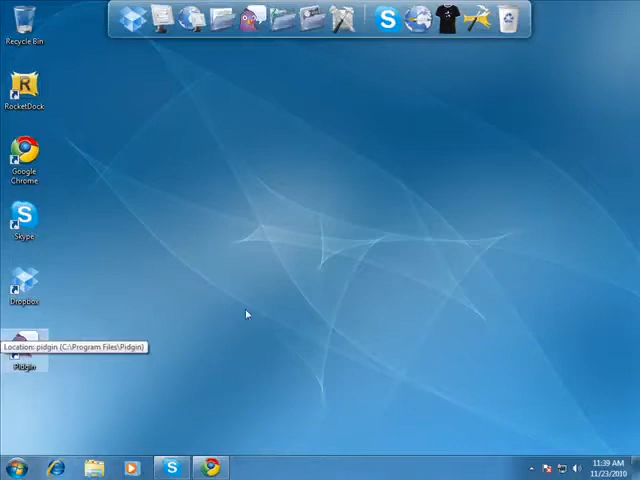 Recycle Bin
RocketDock
Google
Chrome
Skype
Dropbox
Location: pidgin (C:\Program Files\Pidgin)
Pidgin
11:39 AM
11/23/2010